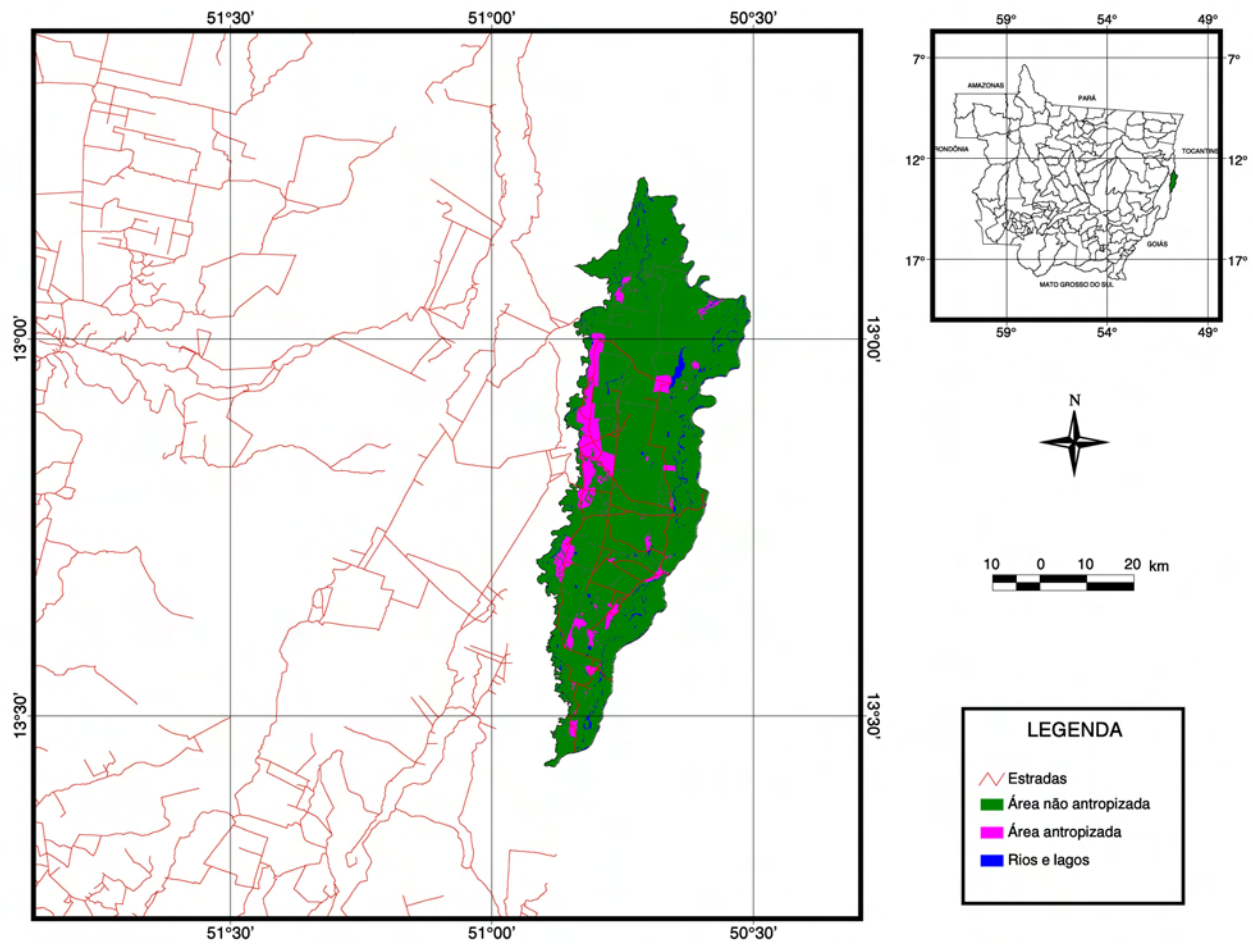 51°30'
51°00'
50°30'
59°
54°
49°
7°
7°
AMAZONAS
PARÁ
RONDÔNIA
TOCANTINS
12°
12°
GOIÁS
17°
17°
MATO GROSSO DO SUL
59°
54°
49°
13°00'
13°00'
N
10 0 10 20 km
13°30'
13°30'
LEGENDA
Estradas
Área não antropizada
Área antropizada
Rios e lagos
51°30'
51°00'
50°30'